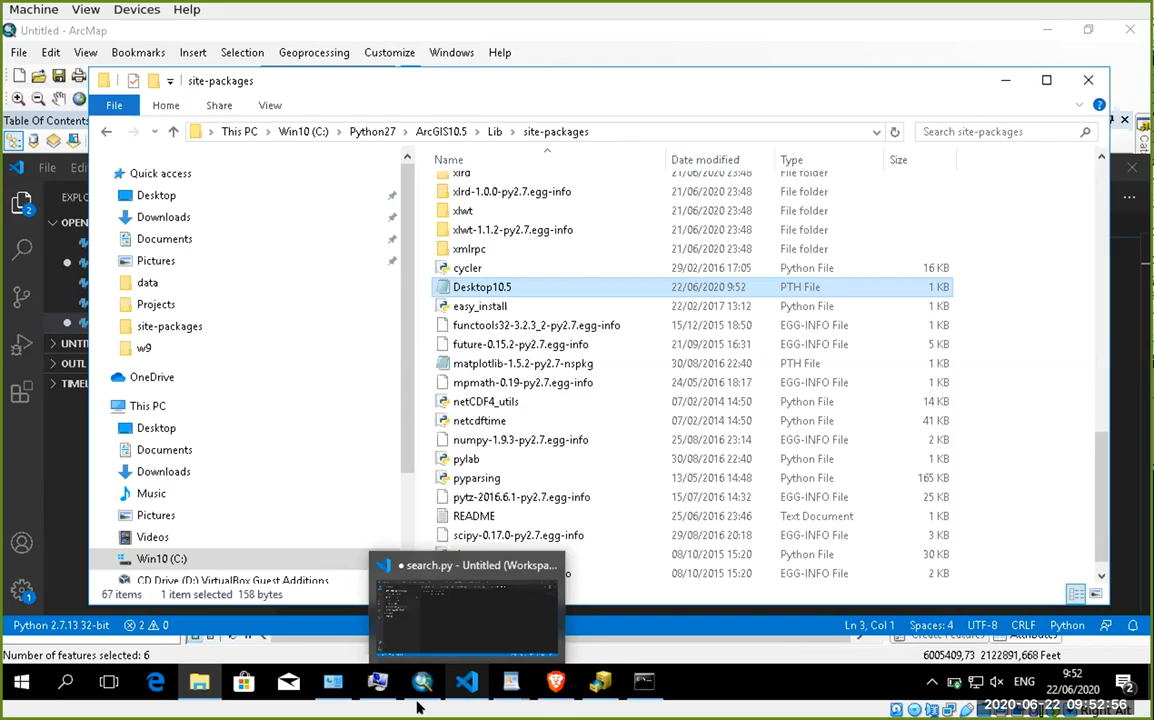 Machine View Devices Help
Untitled - ArcMap
File Edit View Bookmarks Insert Selection Geoprocessing Customize Windows Help
site-packages
Table Of Contents
File Home Share View
This PC Win10 (C:) Python27 ArcGIS10.5 Lib site-packages
Search site-packages
File
Name Date modified Type Size
Quick access
Desktop
Downloads
Documents
Pictures
data
Projects
site-packages
w9
OneDrive
This PC
Desktop
Documents
Downloads
Music
Pictures
Videos
Win10 (C:)
CD Drive (D:) VirtualBox Guest Additions
xlrd 21/06/2020 23:48 File folder
xlrd-1.0.0-py2.7.egg-info 21/06/2020 23:48 File folder
xlwt 21/06/2020 23:48 File folder
xlwt-1.1.2-py2.7.egg-info 21/06/2020 23:48 File folder
xmlrpc 21/06/2020 23:48 File folder
cycler 29/02/2016 17:05 Python File 16 KB
Desktop10.5 22/06/2020 9:52 PTH File 1 KB
easy_install 22/02/2017 13:12 Python File 1 KB
functools32-3.2.3_2-py2.7.egg-info 15/12/2015 18:50 EGG-INFO File 1 KB
future-0.15.2-py2.7.egg-info 21/09/2015 16:31 EGG-INFO File 5 KB
matplotlib-1.5.2-py2.7-nspkg 30/08/2016 22:40 PTH File 1 KB
mpmath-0.19-py2.7.egg-info 24/05/2016 18:17 EGG-INFO File 1 KB
netCDF4_utils 07/02/2014 14:50 Python File 14 KB
netcdftime 07/02/2014 14:50 Python File 41 KB
numpy-1.9.3-py2.7.egg-info 25/08/2016 23:14 EGG-INFO File 2 KB
pylab 30/08/2016 22:40 Python File 1 KB
pyparsing 13/05/2016 14:48 Python File 165 KB
pytz-2016.6.1-py2.7.egg-info 15/07/2016 14:32 EGG-INFO File 25 KB
README 25/06/2016 23:46 Text Document 1 KB
scipy-0.17.0-py2.7.egg-info 29/08/2016 20:18 EGG-INFO File 3 KB
08/10/2015 15:20 Python File 30 KB
08/10/2015 15:20 EGG-INFO File 2 KB
67 items 1 item selected 158 bytes
● search.py - Untitled (Workspa...
Python 2.7.13 32-bit 2 0 Ln 3, Col 1 Spaces: 4 UTF-8 CRLF Python
Number of features selected: 6
6005409,73 2122891,668 Feet
ENG
9:52
22/06/2020
2
2020-06-22 09:52:56